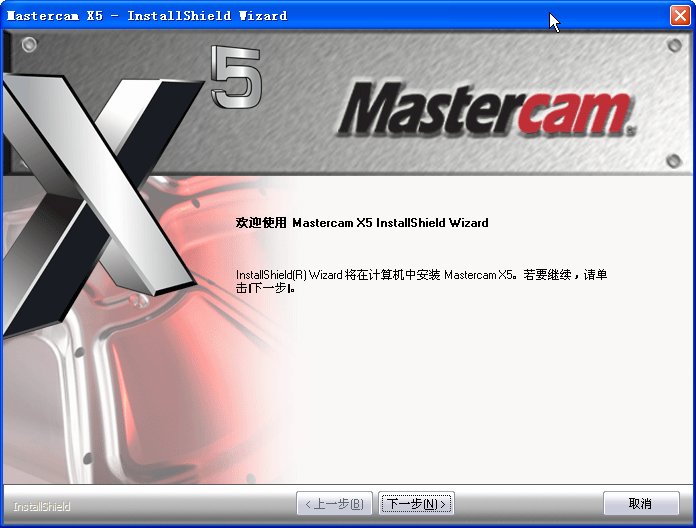 Mastercam X5 - InstallShield Wizard
X5
Mastercam
欢迎使用 Mastercam X5 InstallShield Wizard
InstallShield(R) Wizard 将在计算机中安装 Mastercam X5。若要继续，请单
击[下一步]。
InstallShield
<上一步(B) 下一步(N)> 取消